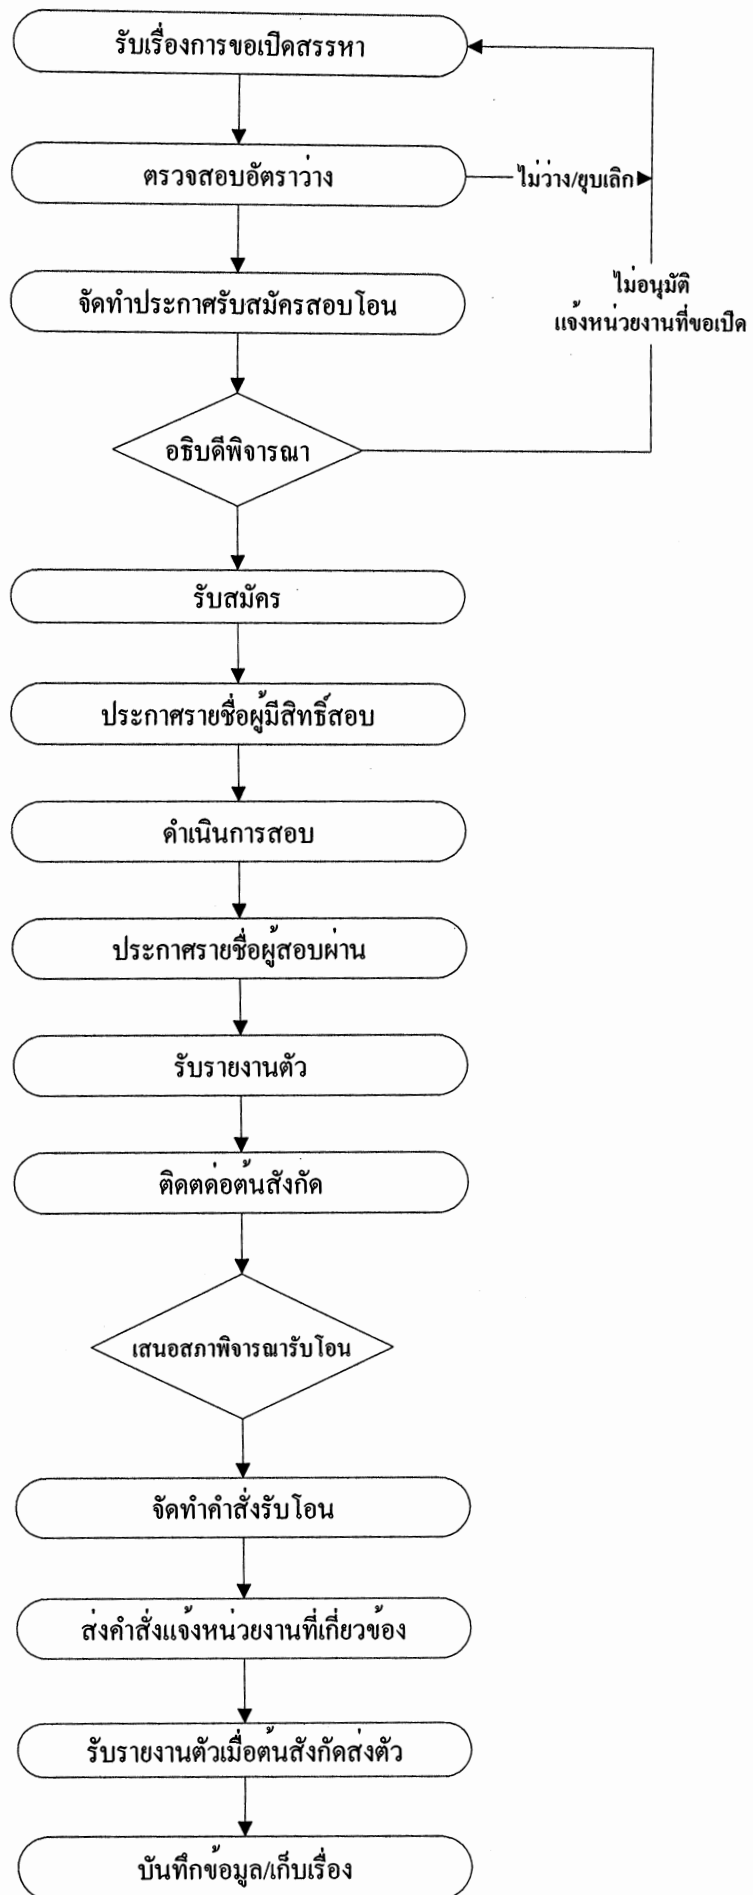 รับเรื่องการขอเปิดสรรหา
ตรวจสอบอัตราว่าง
ไม่ว่าง/ยุบเลิก
จัดทำประกาศรับสมัครสอบโอน
ไม่อนุมัติ
แจ้งหน่วยงานที่ขอเปิด
อธิบดีพิจารณา
รับสมัคร
ประกาศรายชื่อผู้มีสิทธิ์สอบ
ดำเนินการสอบ
ประกาศรายชื่อผู้สอบผ่าน
รับรายงานตัว
ติดต่อต้นสังกัด
เสนอสภาพิจารณารับโอน
จัดทำคำสั่งรับโอน
ส่งคำสั่งแจ้งหน่วยงานที่เกี่ยวข้อง
รับรายงานตัวเมื่อต้นสังกัดส่งตัว
บันทึกข้อมูล/เก็บเรื่อง